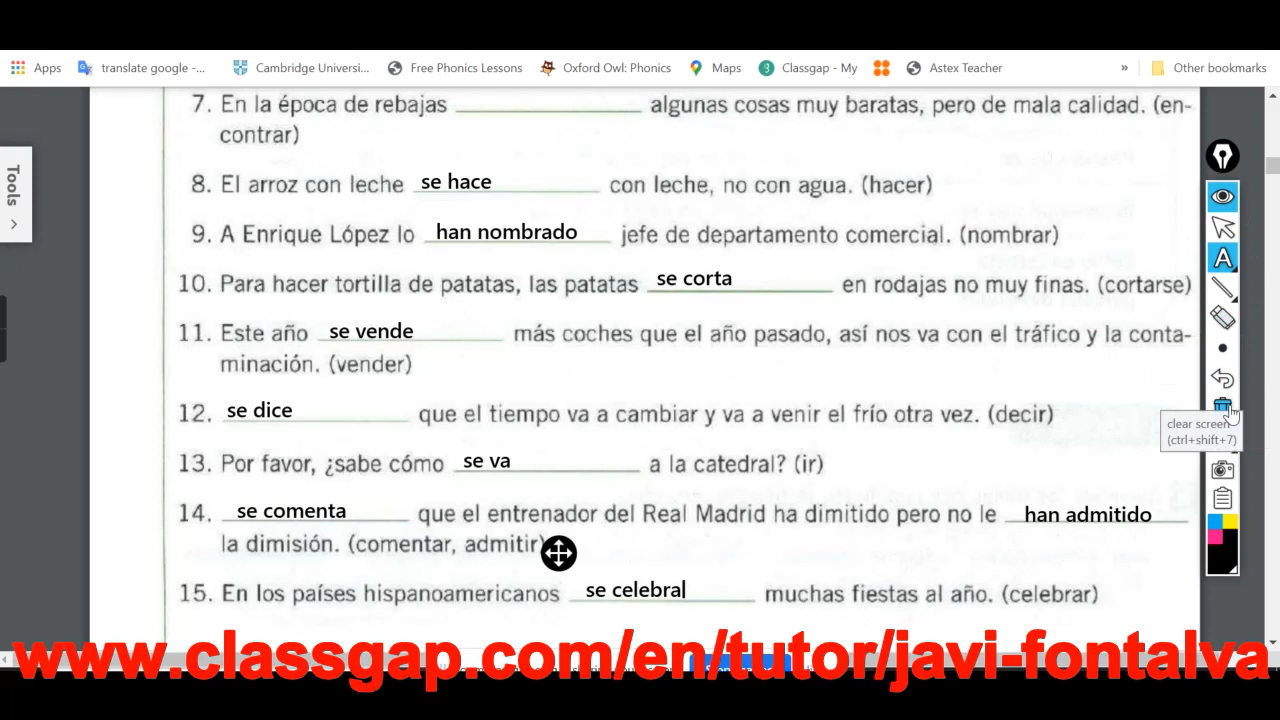 Apps translate google -... Cambridge Universi... Free Phonics Lessons Oxford Owl: Phonics Maps Classgap - My Astex Teacher » Other bookmarks
7. En la época de rebajas ____ algunas cosas muy baratas, pero de mala calidad. (en-
contrar)
Tools
8. El arroz con leche se hace con leche, no con agua. (hacer)
9. A Enrique López lo han nombrado jefe de departamento comercial. (nombrar)
10. Para hacer tortilla de patatas, las patatas se corta en rodajas no muy finas. (cortarse)
11. Este año se vende más coches que el año pasado, así nos va con el tráfico y la conta-
minación. (vender)
12. se dice que el tiempo va a cambiar y va a venir el frío otra vez. (decir)
clear screen
(ctrl+shift+7)
13. Por favor, ¿sabe cómo se va a la catedral? (ir)
14. se comenta que el entrenador del Real Madrid ha dimitido pero no le han admitido
la dimisión. (comentar, admitir)
15. En los países hispanoamericanos se celebra muchas fiestas al año. (celebrar)
www.classgap.com/en/tutor/javi-fontalva